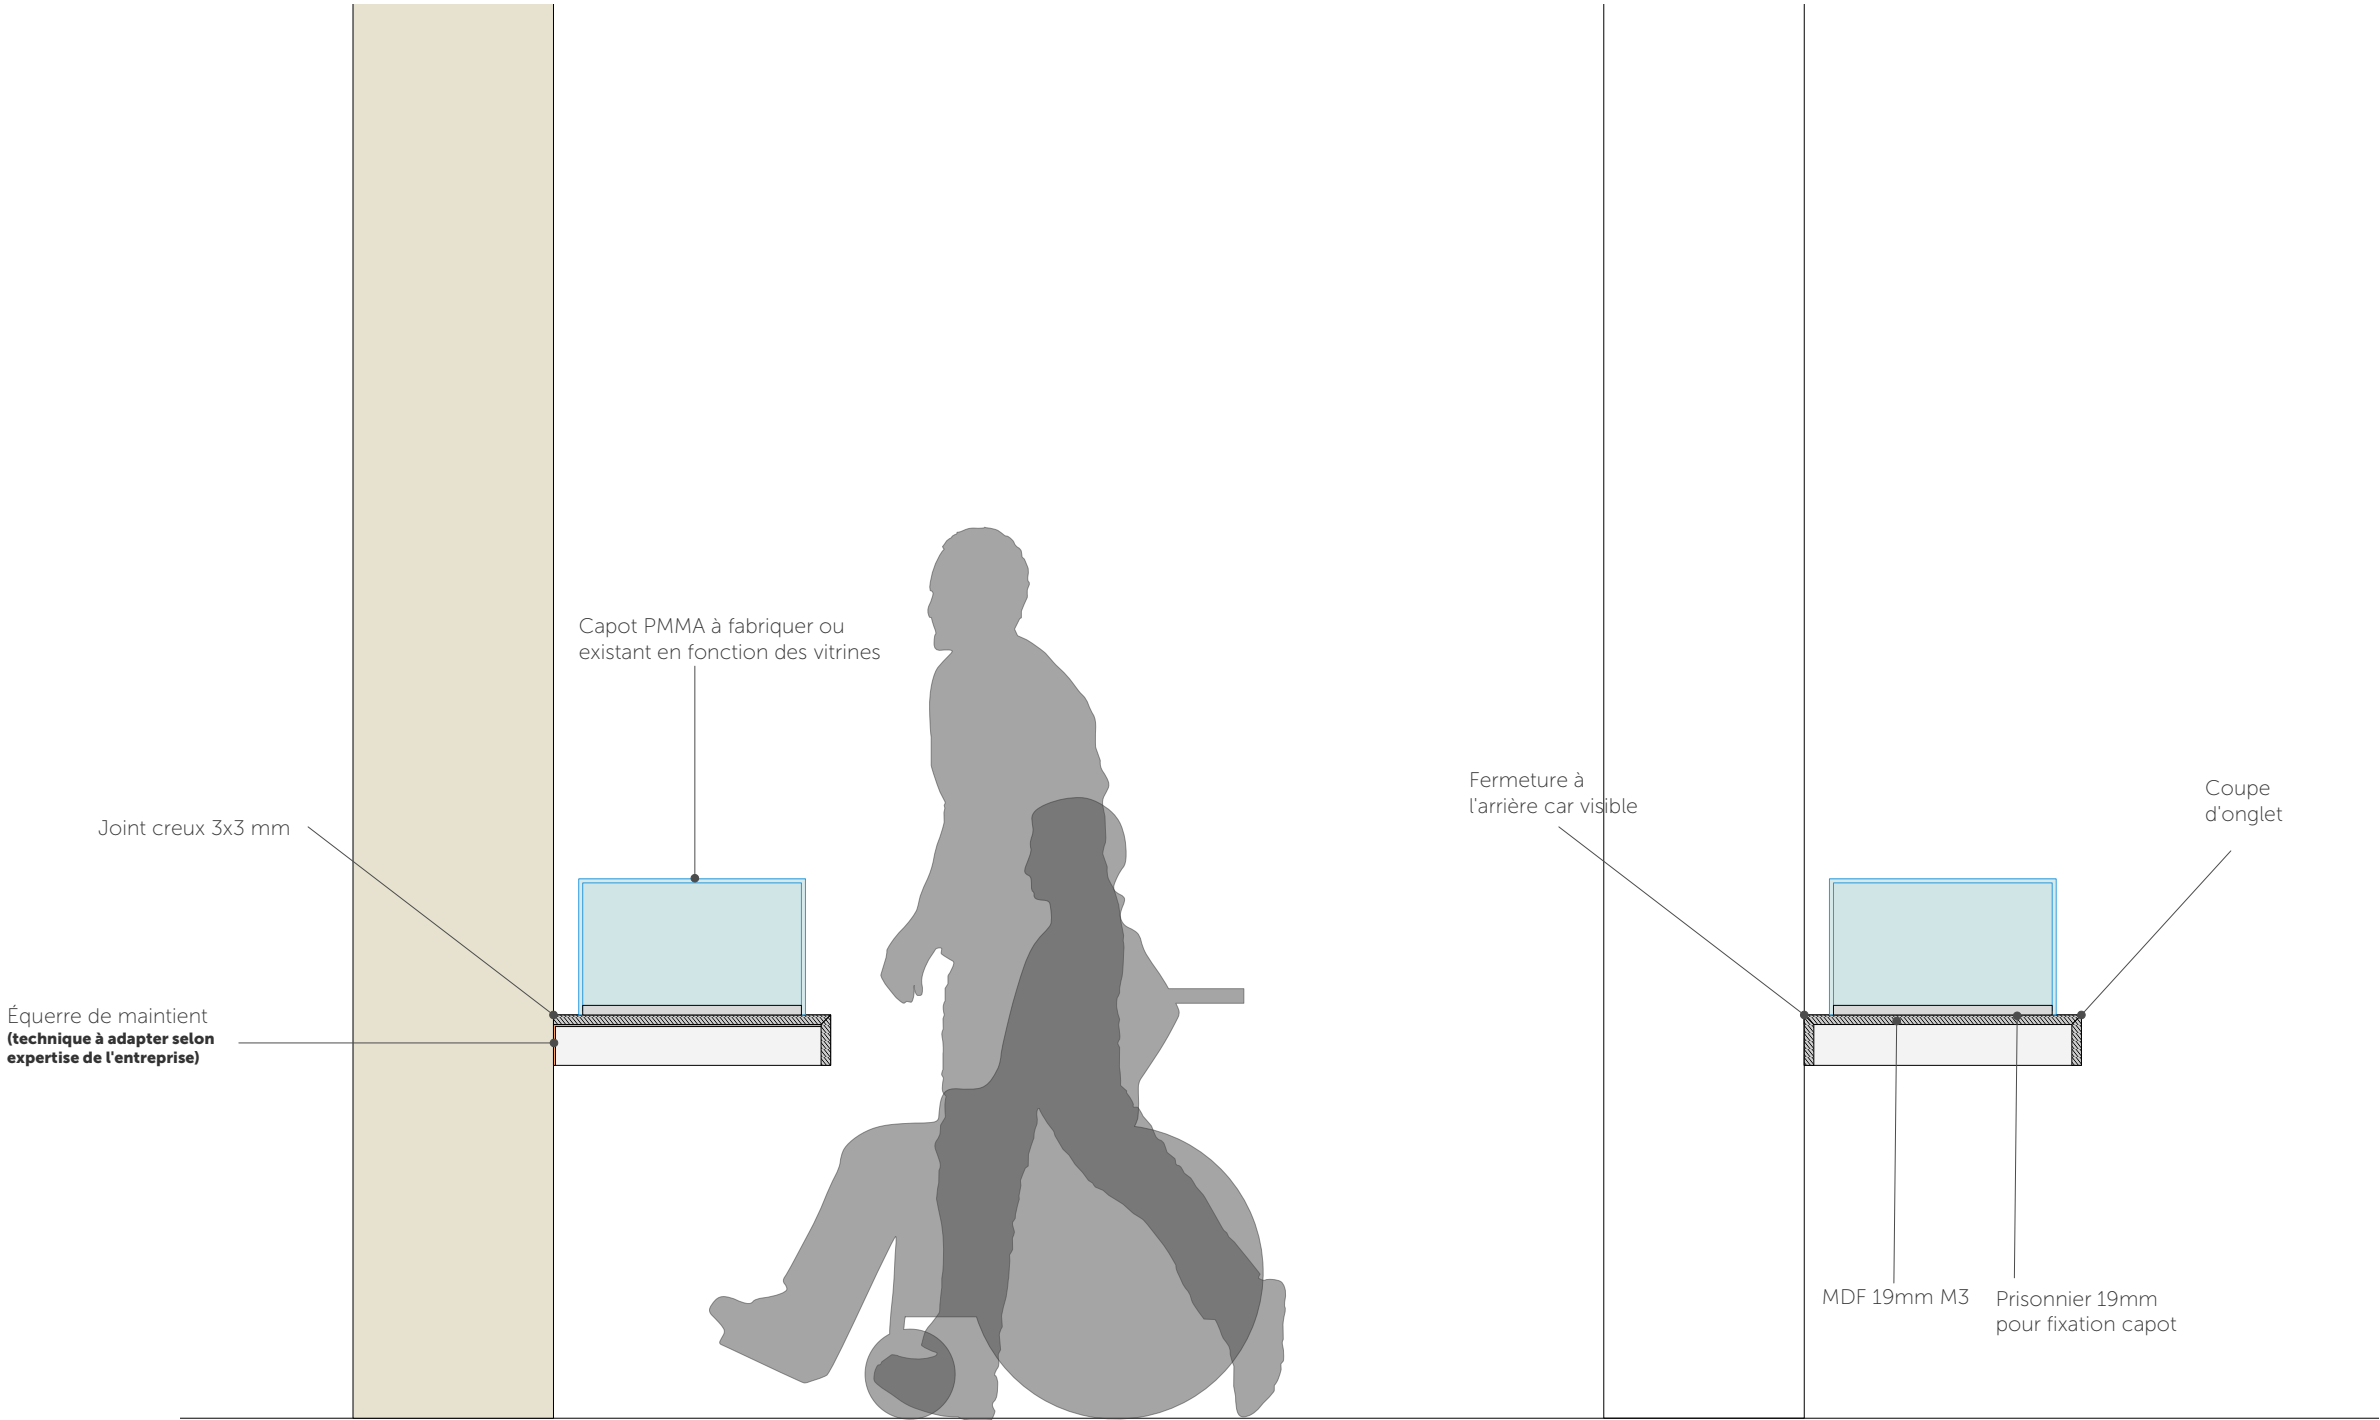 Capot PMMA à fabriquer ou
existant en fonction des vitrines
Joint creux 3x3 mm
Équerre de maintient
(technique à adapter selon
expertise de l'entreprise)
Fermeture à
l'arrière car visible
Coupe
d'onglet
MDF 19mm M3
Prisonnier 19mm
pour fixation capot